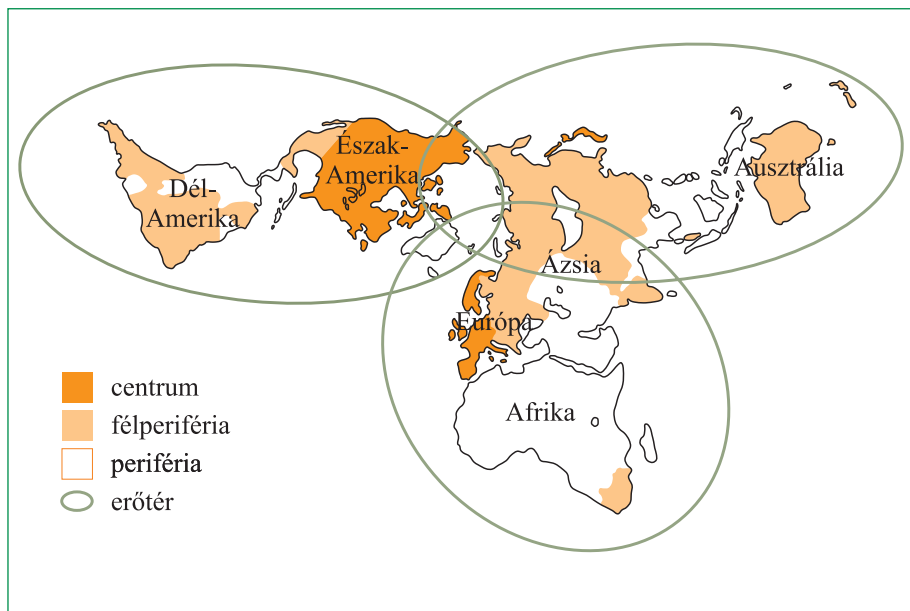 Észak-
Amerika
Dél-
Amerika
Ausztrália
Ázsia
Európa
Afrika
centrum
félperiféria
periféria
erőtér